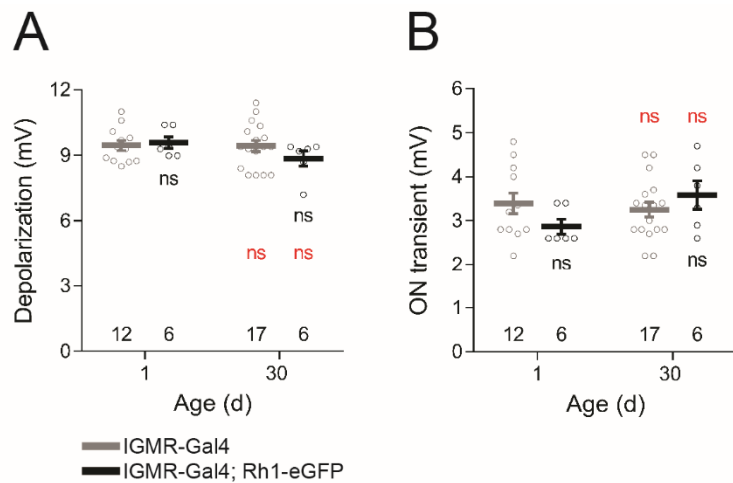 A
Depolarization (mV)
12
9
6
3
0
ns
ns
ns
ns
12
6
17
6
1
30
Age (d)
B
ON transient (mV)
6
5
4
3
2
1
0
ns
ns
ns
ns
12
6
17
6
1
30
Age (d)
IGMR-Gal4
IGMR-Gal4; Rh1-eGFP